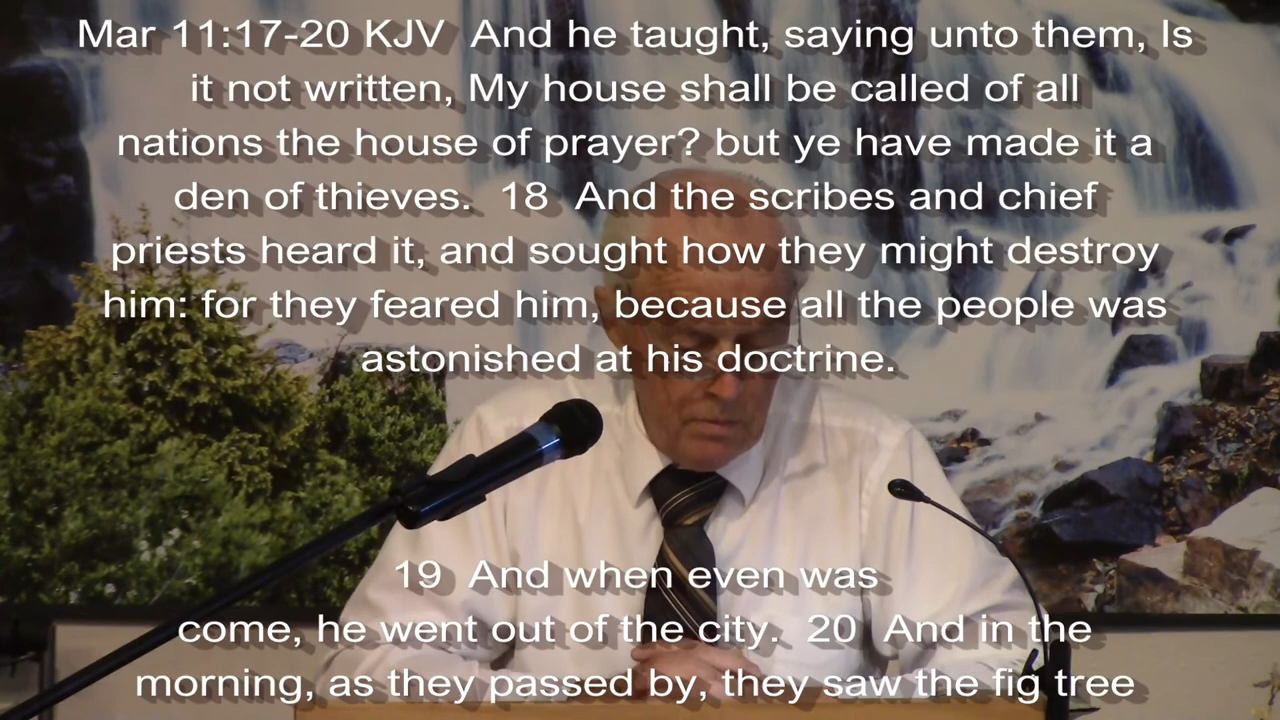 Mar 11:17-20 KJV  And he taught, saying unto them, Is
it not written, My house shall be called of all
nations the house of prayer? but ye have made it a
den of thieves.  18  And the scribes and chief
priests heard it, and sought how they might destroy
him: for they feared him, because all the people was
astonished at his doctrine.
19  And when even was
come, he went out of the city.  20  And in the
morning, as they passed by, they saw the fig tree